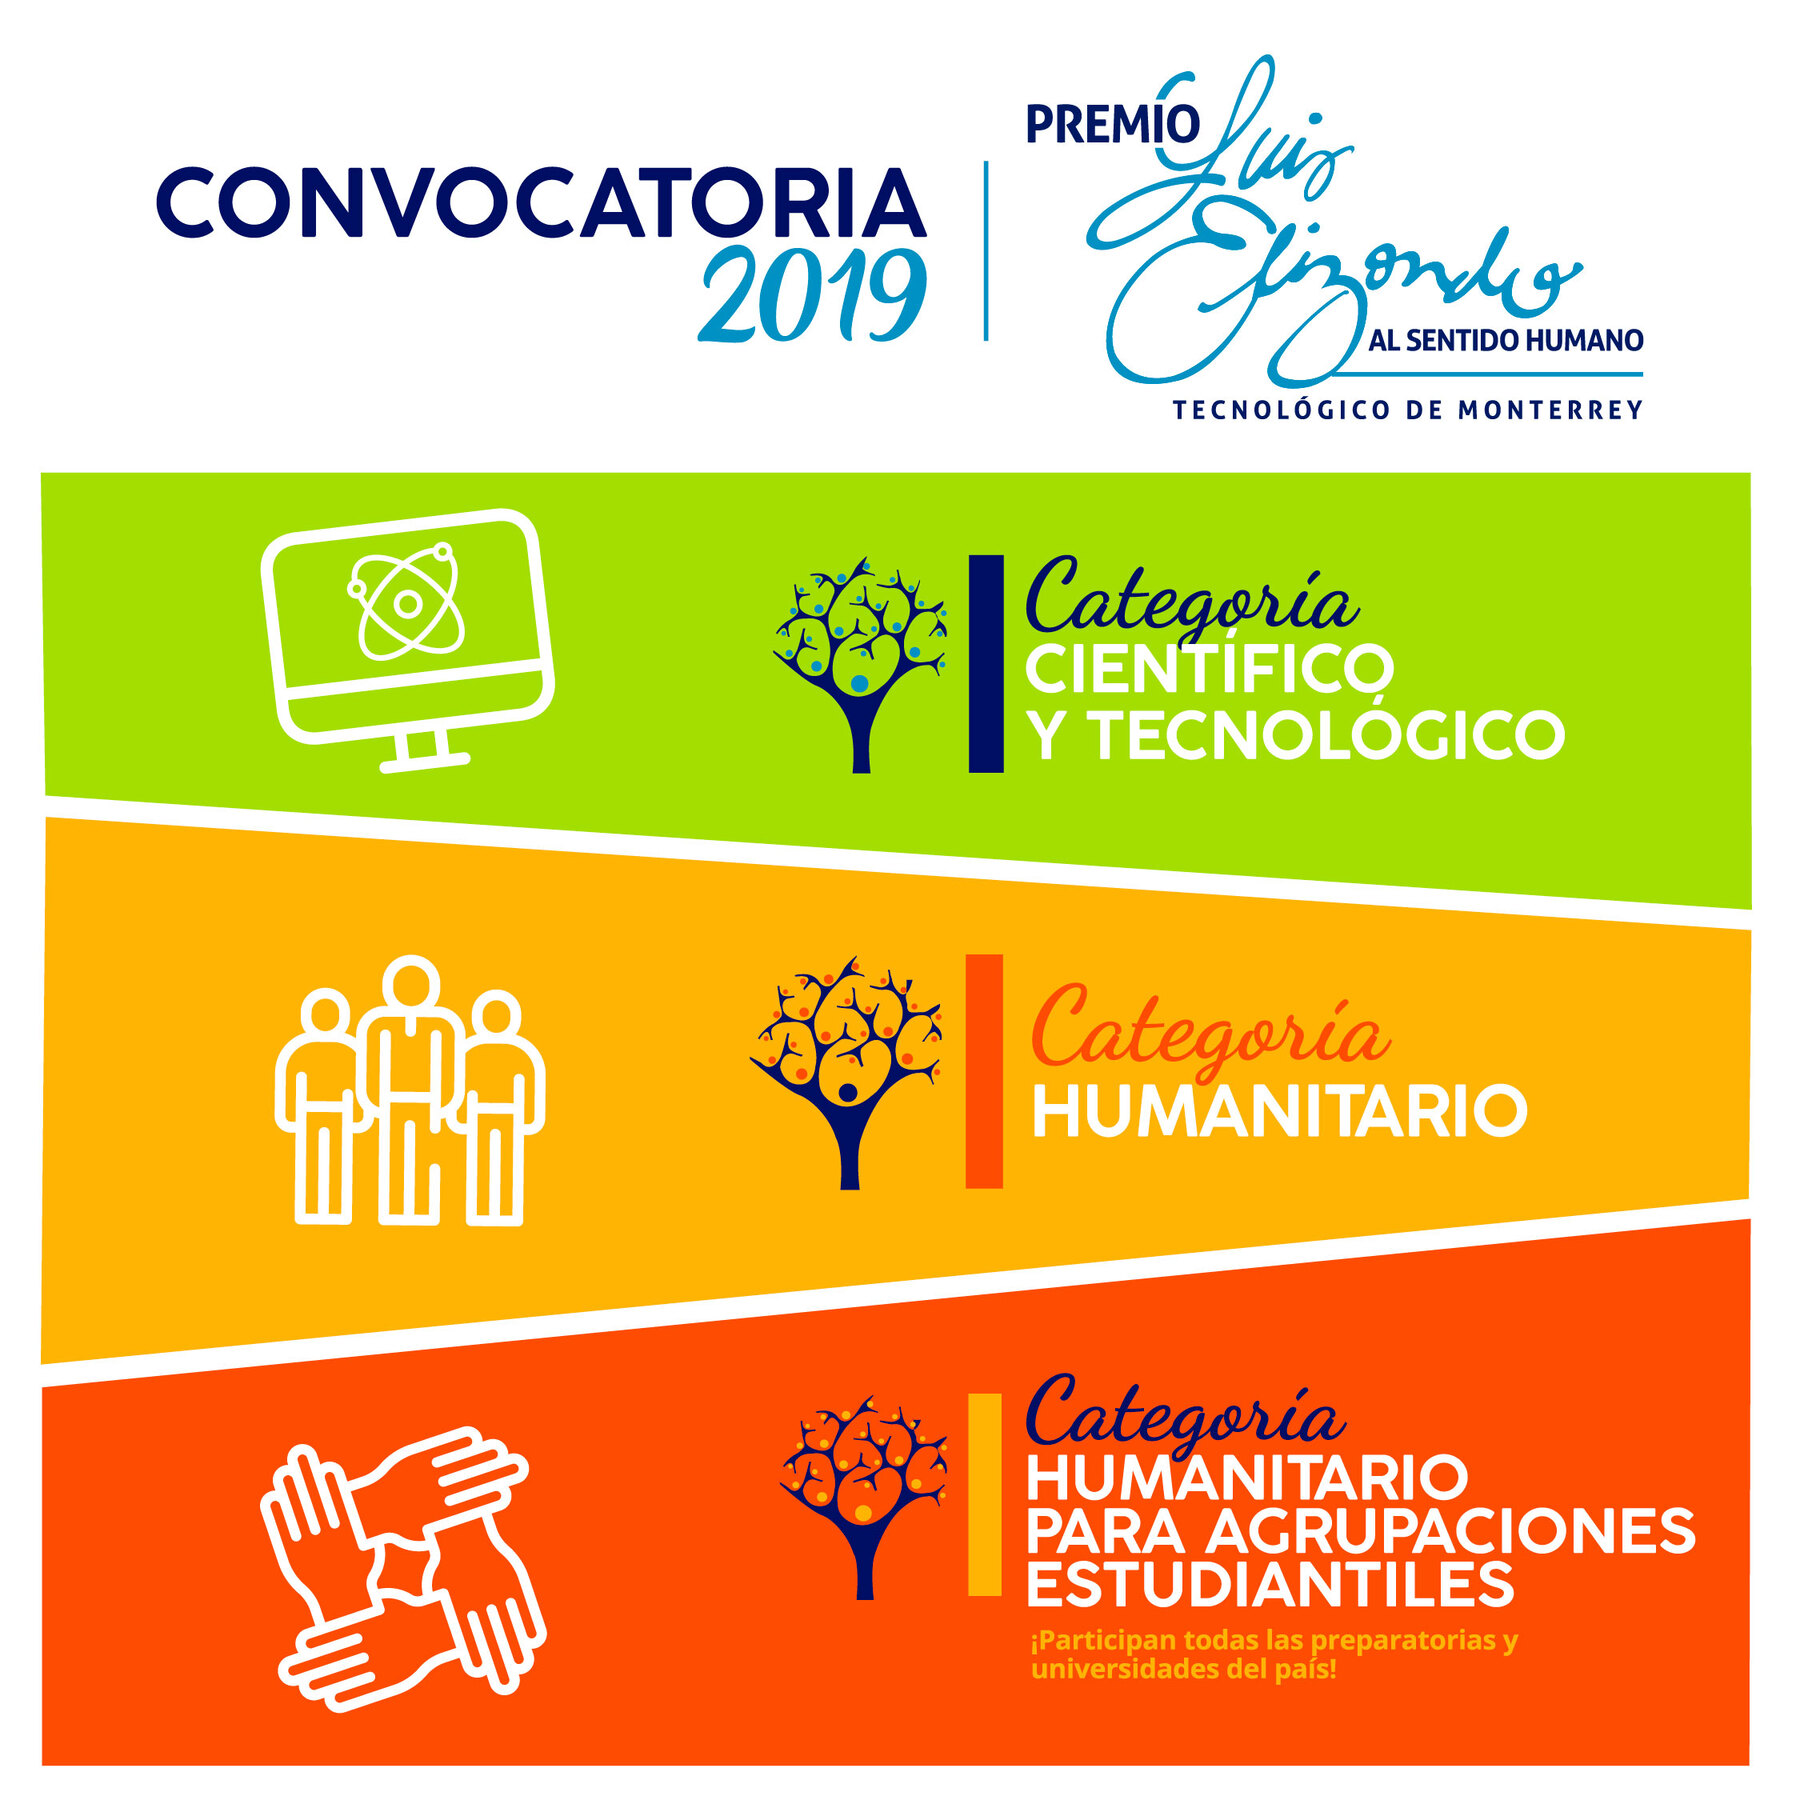 CONVOCATORIA
2019
PREMIO Luis
Elizondo
AL SENTIDO HUMANO
TECNOLÓGICO DE MONTERREY
Categoría
CIENTÍFICO
Y TECNOLÓGICO
Categoría
HUMANITARIO
Categoría
HUMANITARIO
PARA AGRUPACIONES
ESTUDIANTILES
¡Participan todas las preparatorias y
universidades del país!